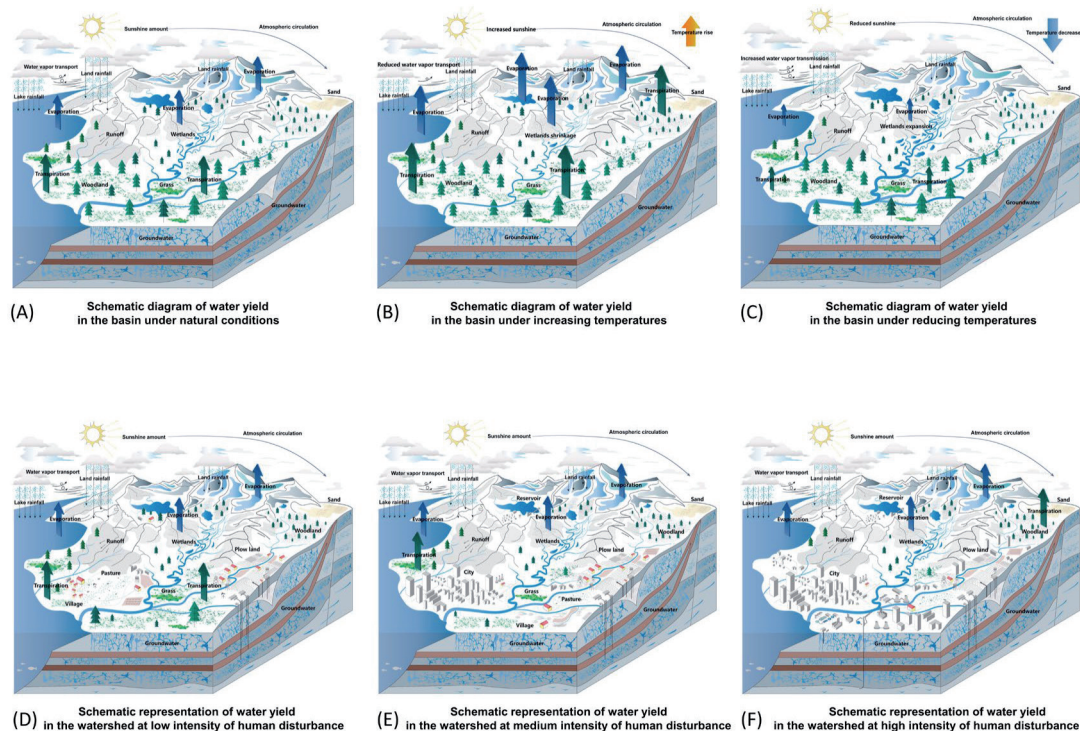 Sunshine amount
Atmospheric circulation
Water vapor transport
Land rainfall
Land rainfall
Evaporation
Lake rainfall
Sand
Evaporation
Evaporation
Runoff
Wetlands
Transpiration
Woodland
Transpiration
Grass
Groundwater
Groundwater
(A)
Schematic diagram of water yield
in the basin under natural conditions
Atmospheric circulation
Increased sunshine
Temperature rise
Reduced water vapor transport
Land rainfall
Evaporation
Land rainfall
Evaporation
Transpiration
Lake rainfall
Sand
Evaporation
Evaporation
Runoff
Wetlands shrinkage
Transpiration
Transpiration
Woodland
Grass
Groundwater
Groundwater
(B)
Schematic diagram of water yield
in the basin under increasing temperatures
Atmospheric circulation
Reduced sunshine
Temperature decrease
Increased water vapor transmission
Land rainfall
Land rainfall
Lake rainfall
Sand
Evaporation
Evaporation
Runoff
Wetlands expansion
Transpiration
Woodland
Transpiration
Grass
Groundwater
Groundwater
(C)
Schematic diagram of water yield
in the basin under reducing temperatures
Sunshine amount
Atmospheric circulation
Water vapor transport
Land rainfall
Land rainfall
Evaporation
Lake rainfall
Sand
Evaporation
Evaporation
Woodland
Runoff
Wetlands
Plow land
Pasture
Transpiration
Transpiration
Grass
Village
Groundwater
Groundwater
(D)
Schematic representation of water yield
in the watershed at low intensity of human disturbance
Sunshine amount
Atmospheric circulation
Water vapor transport
Land rainfall
Land rainfall
Evaporation
Lake rainfall
Reservoir
Sand
Evaporation
Evaporation
Woodland
Runoff
Wetlands
Plow land
Transpiration
City
Grass
Pasture
Village
Groundwater
Groundwater
(E)
Schematic representation of water yield
in the watershed at medium intensity of human disturbance
Sunshine amount
Atmospheric circulation
Water vapor transport
Land rainfall
Land rainfall
Evaporation
Lake rainfall
Reservoir
Sand
Transpiration
Evaporation
Evaporation
Woodland
Runoff
Wetlands
Plow land
City
Groundwater
Groundwater
(F)
Schematic representation of water yield
in the watershed at high intensity of human disturbance